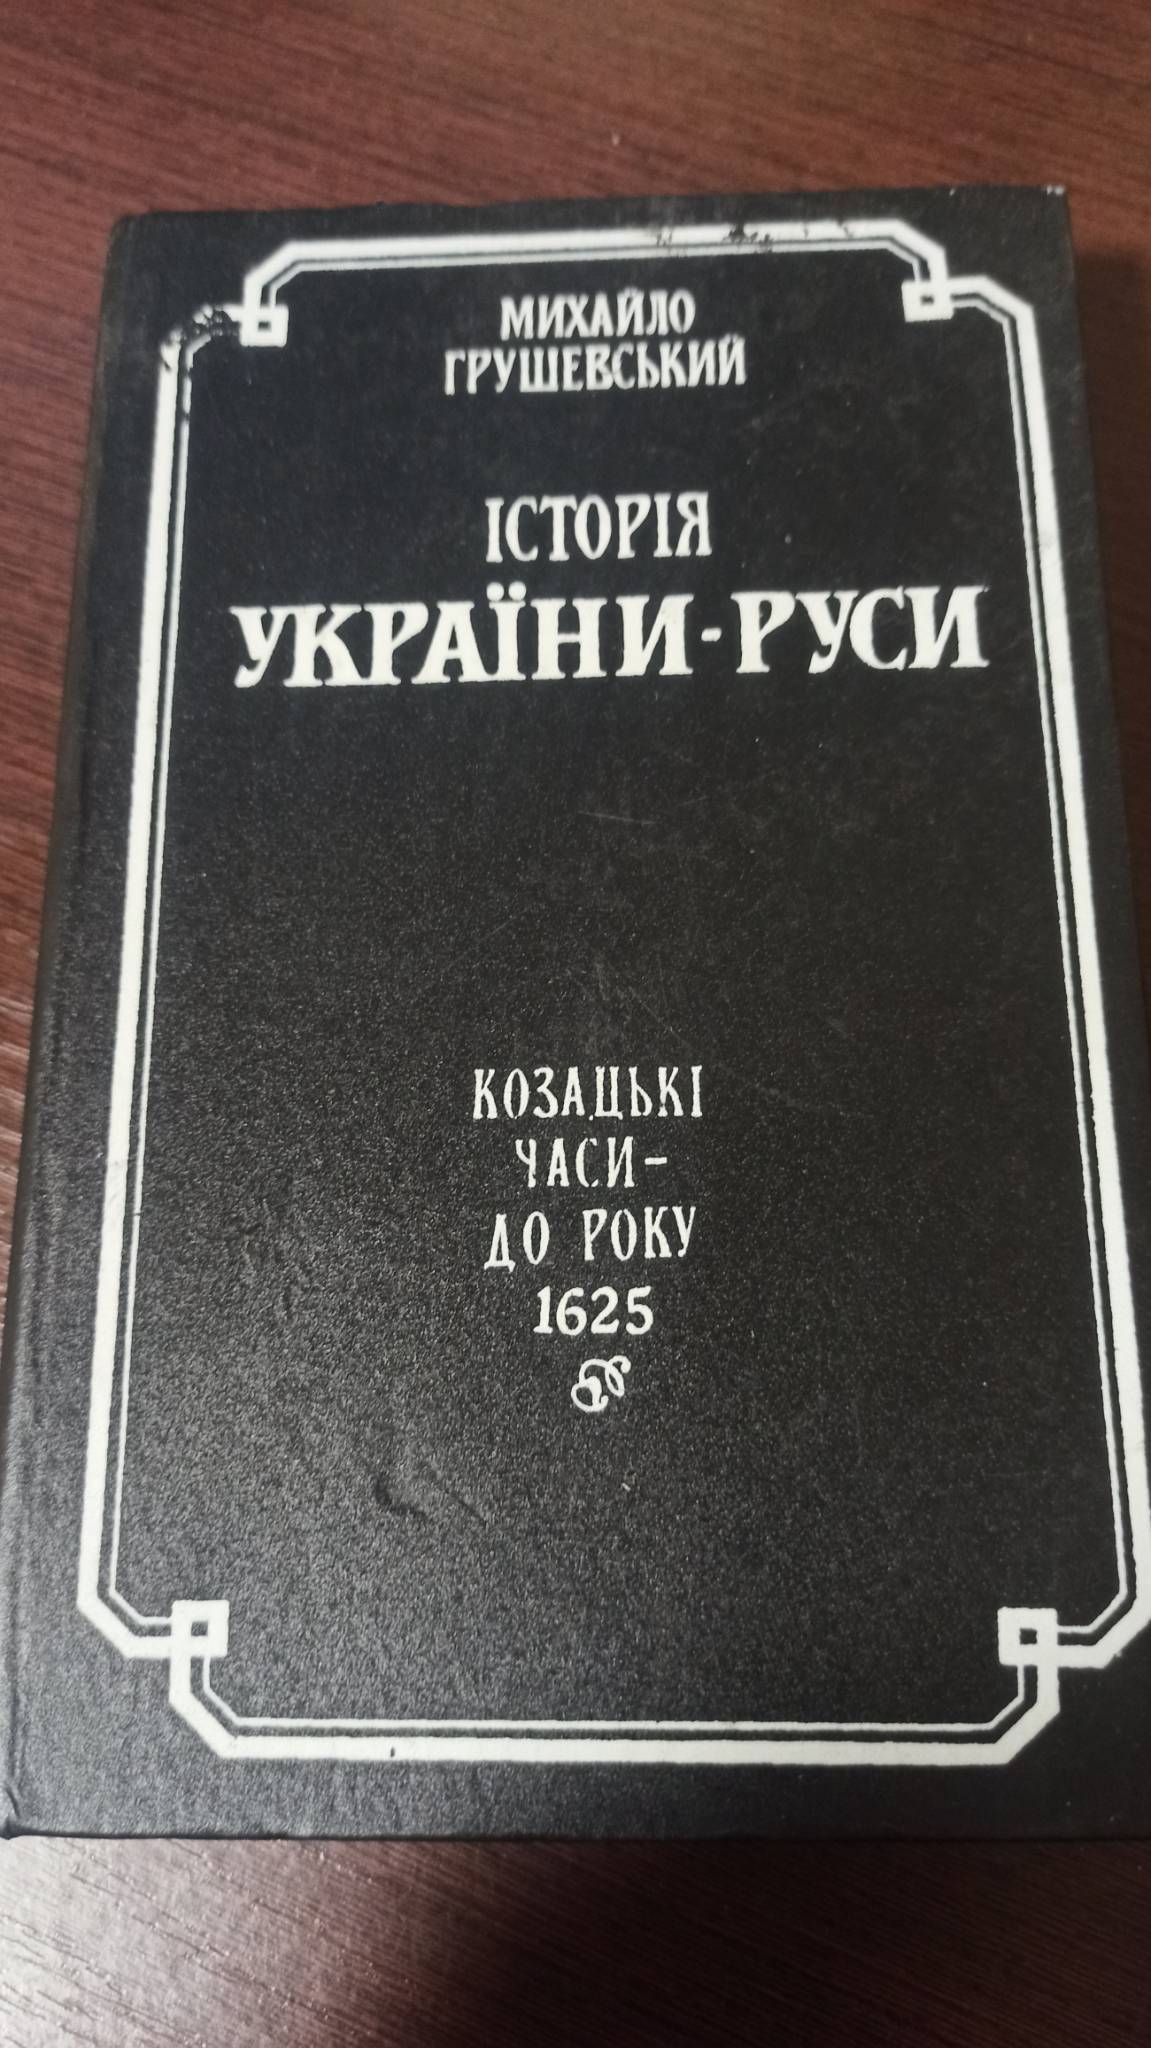 МИХАЙЛО
ГРУШЕВСЬКИЙ
ІСТОРІЯ
УКРАЇНИ-РУСИ
КОЗАЦЬКІ
ЧАСИ-
ДО РОКУ
1625